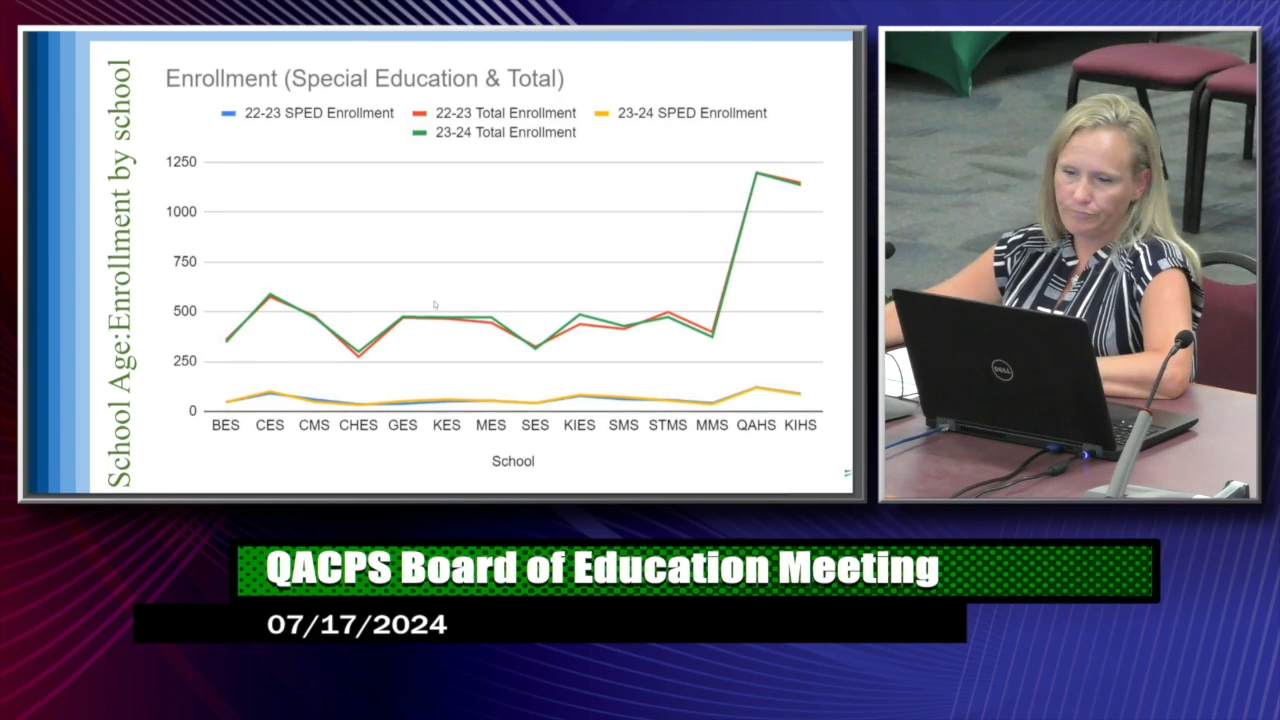 School Age:Enrollment by school
Enrollment (Special Education & Total)
22-23 SPED Enrollment 22-23 Total Enrollment 23-24 SPED Enrollment
23-24 Total Enrollment
1250
1000
750
500
250
0
BES CES CMS CHES GES KES MES SES KIES SMS STMS MMS QAHS KIHS
School
DELL
QACPS Board of Education Meeting
07/17/2024